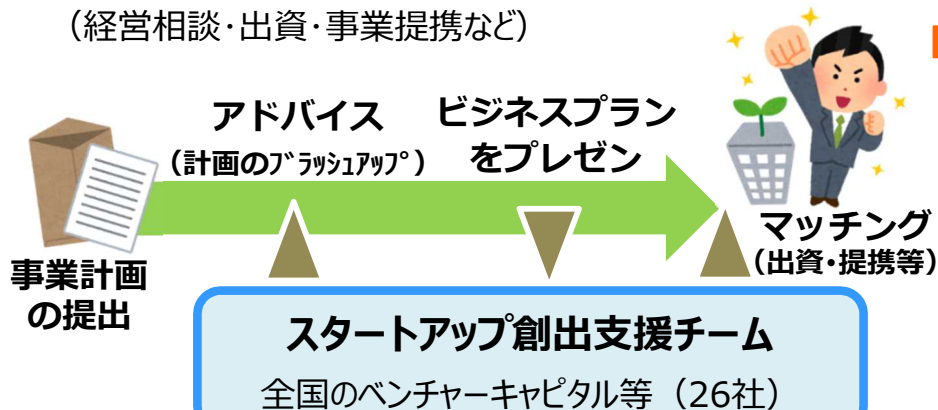 （経営相談・出資・事業提携など）
アドバイス
（計画のﾌﾞﾗｯｼｭｱｯﾌﾟ）
ビジネスプラン
をプレゼン
事業計画
の提出
マッチング
（出資・提携等）
スタートアップ創出支援チーム
全国のベンチャーキャピタル等（26社）